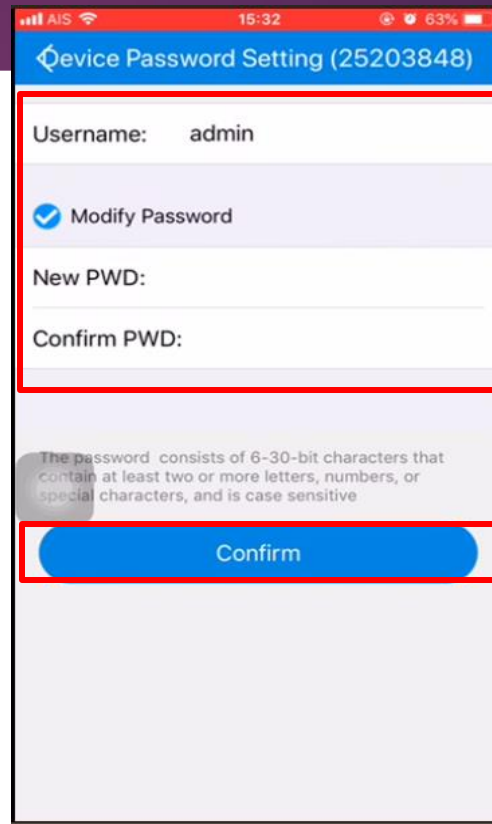 AIS 15:32 63%
Device Password Setting (25203848)
Username: admin
Modify Password
New PWD:
Confirm PWD:
The password consists of 6-30-bit characters that
contain at least two or more letters, numbers, or
special characters, and is case sensitive
Confirm